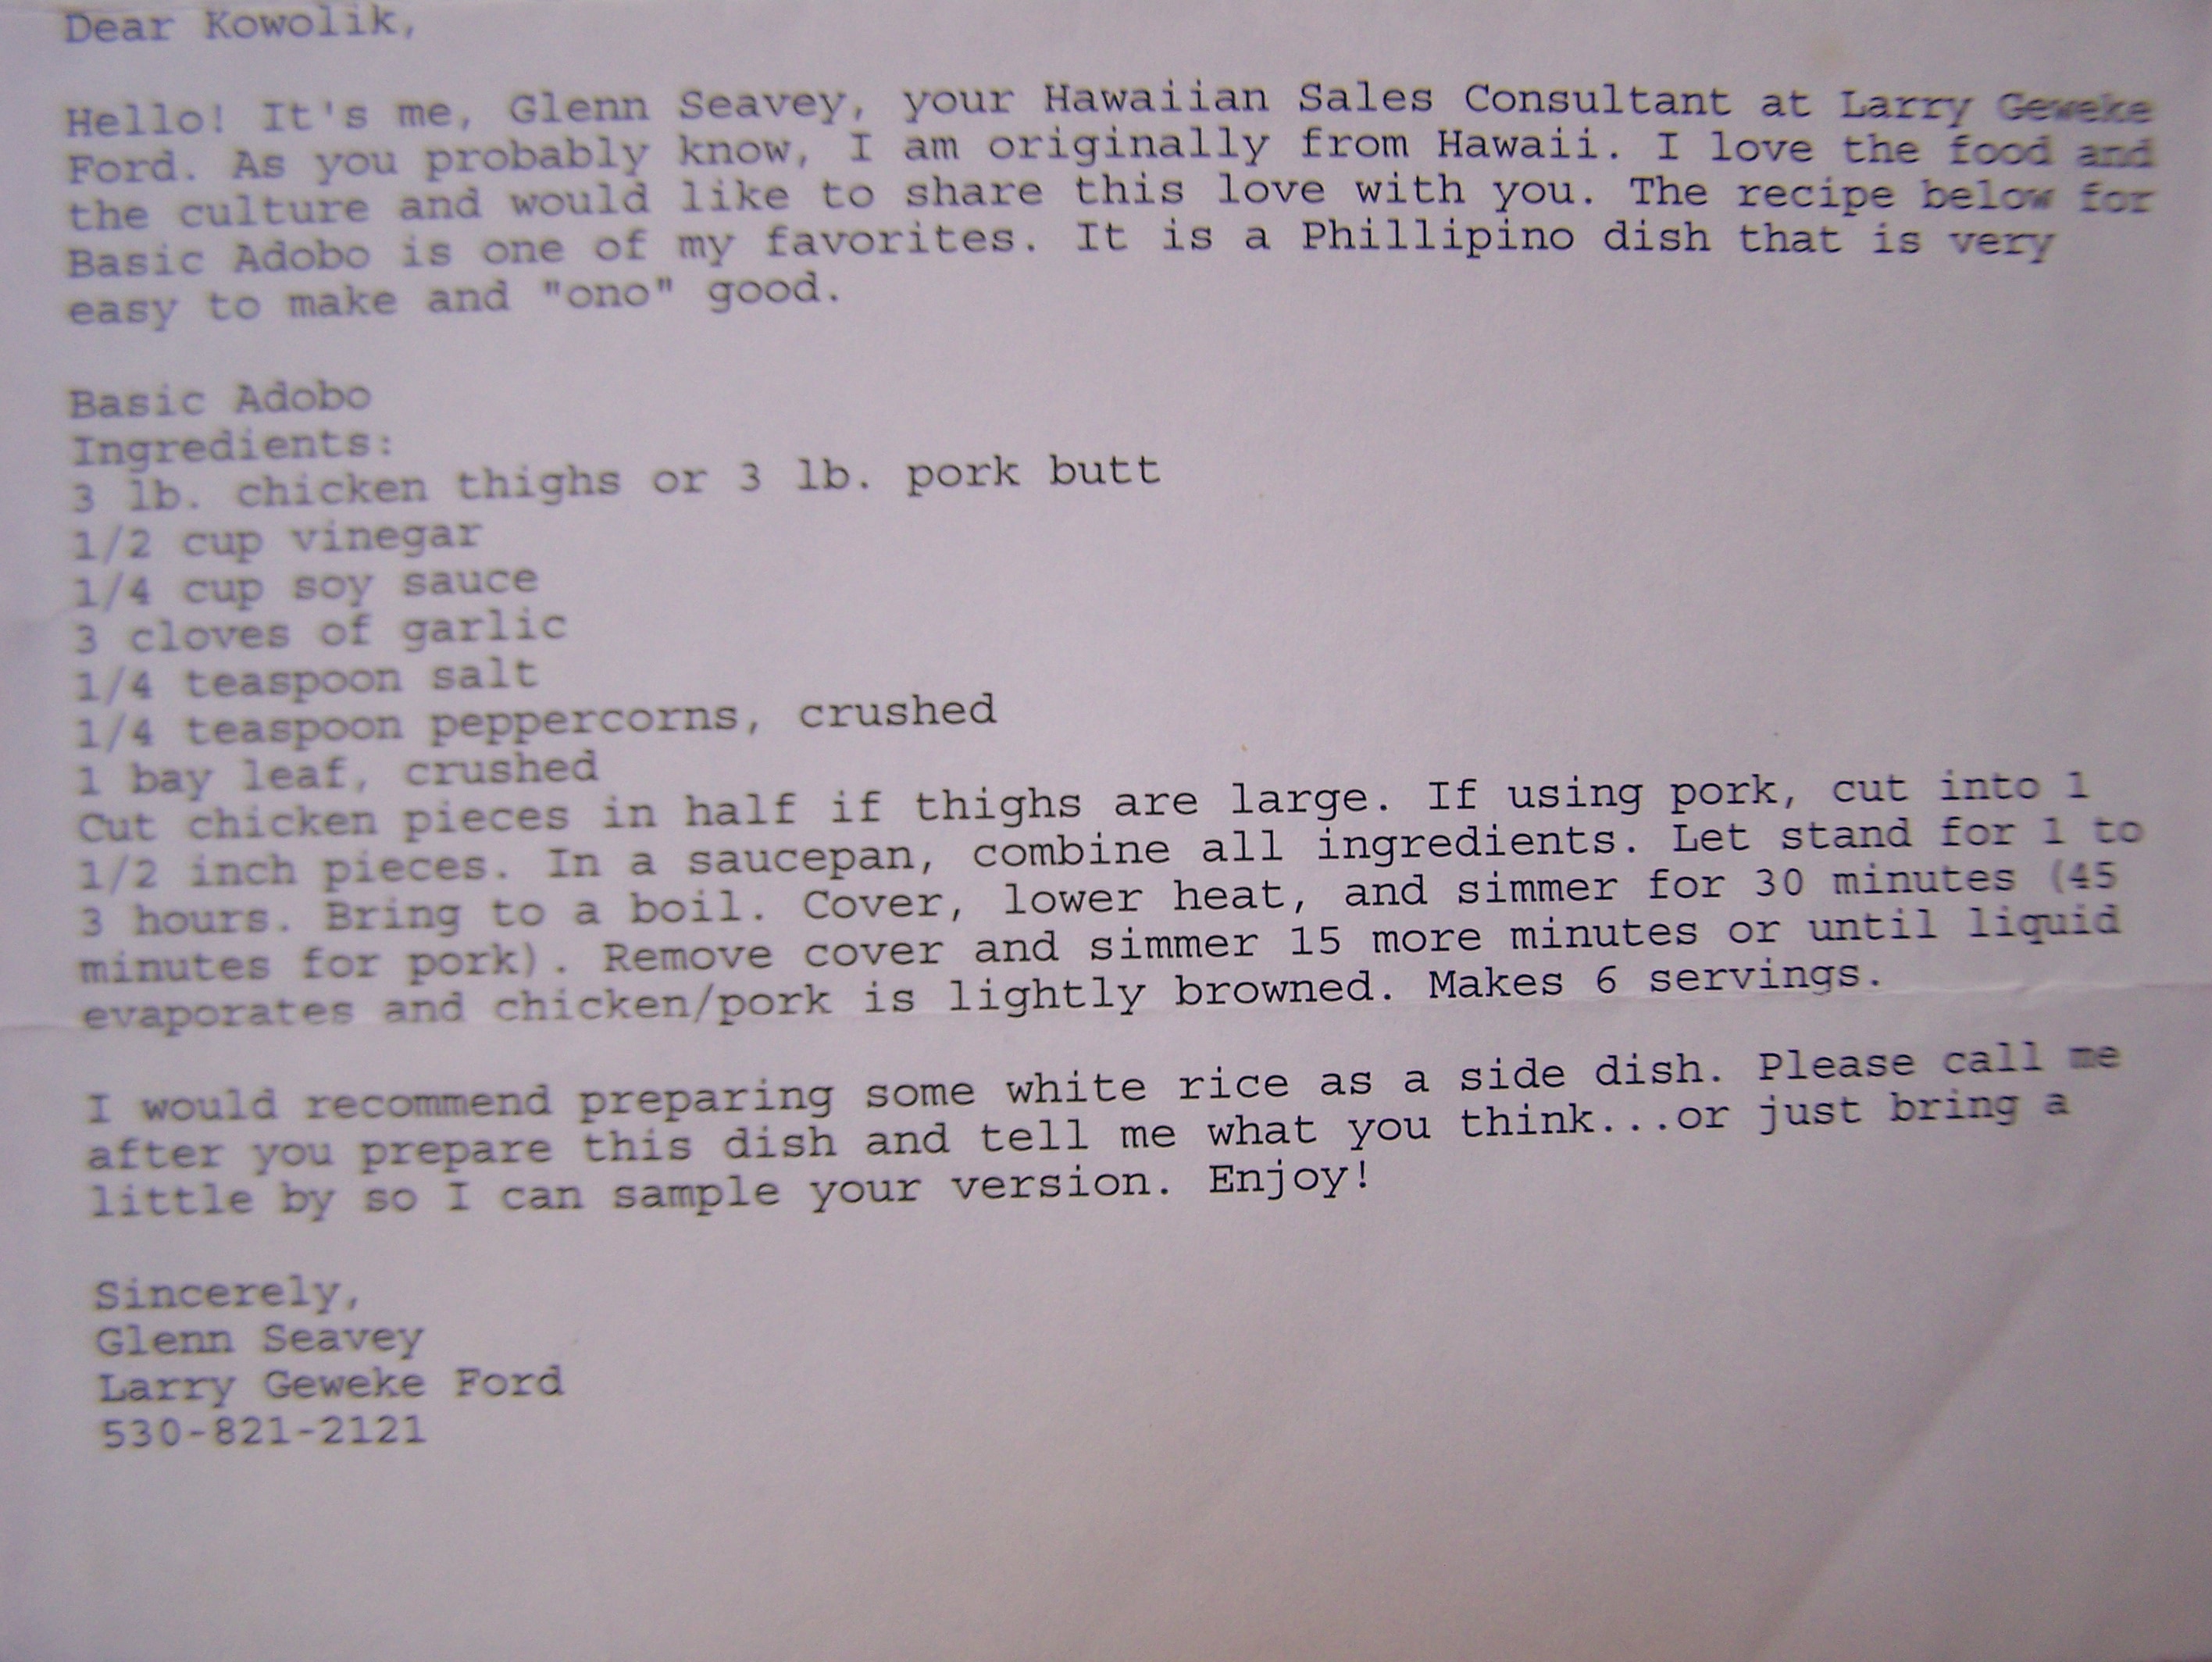 Dear Kowolik,
Hello! It's me, Glenn Seavey, your Hawaiian Sales Consultant at Larry Geweke
Ford. As you probably know, I am originally from Hawaii. I love the food and
the culture and would like to share this love with you. The recipe below for
Basic Adobo is one of my favorites. It is a Phillipino dish that is very
easy to make and "ono" good.
Basic Adobo
Ingredients:
3 lb. chicken thighs or 3 lb. pork butt
1/2 cup vinegar
1/4 cup soy sauce
3 cloves of garlic
1/4 teaspoon salt
1/4 teaspoon peppercorns, crushed
1 bay leaf, crushed
Cut chicken pieces in half if thighs are large. If using pork, cut into 1
1/2 inch pieces. In a saucepan, combine all ingredients. Let stand for 1 to
3 hours. Bring to a boil. Cover, lower heat, and simmer for 30 minutes (45
minutes for pork). Remove cover and simmer 15 more minutes or until liquid
evaporates and chicken/pork is lightly browned. Makes 6 servings.
I would recommend preparing some white rice as a side dish. Please call me
after you prepare this dish and tell me what you think...or just bring a
little by so I can sample your version. Enjoy!
Sincerely,
Glenn Seavey
Larry Geweke Ford
530-821-2121